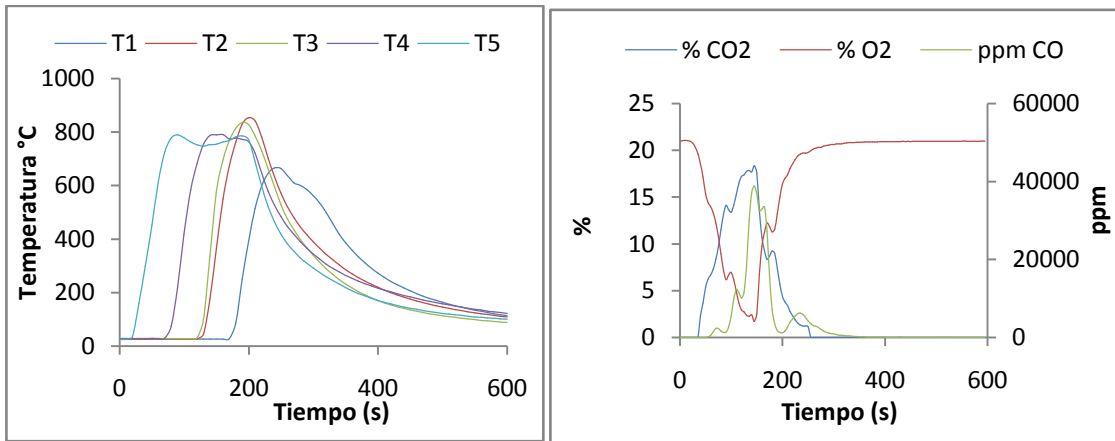 T1 T2 T3 T4 T5
Temperatura °C
1000
800
600
400
200
0
0 200 400 600
Tiempo (s)
% CO2 % O2 ppm CO
%
25
20
15
10
5
0
60000
40000
20000
0
ppm
0 200 400 600
Tiempo (s)